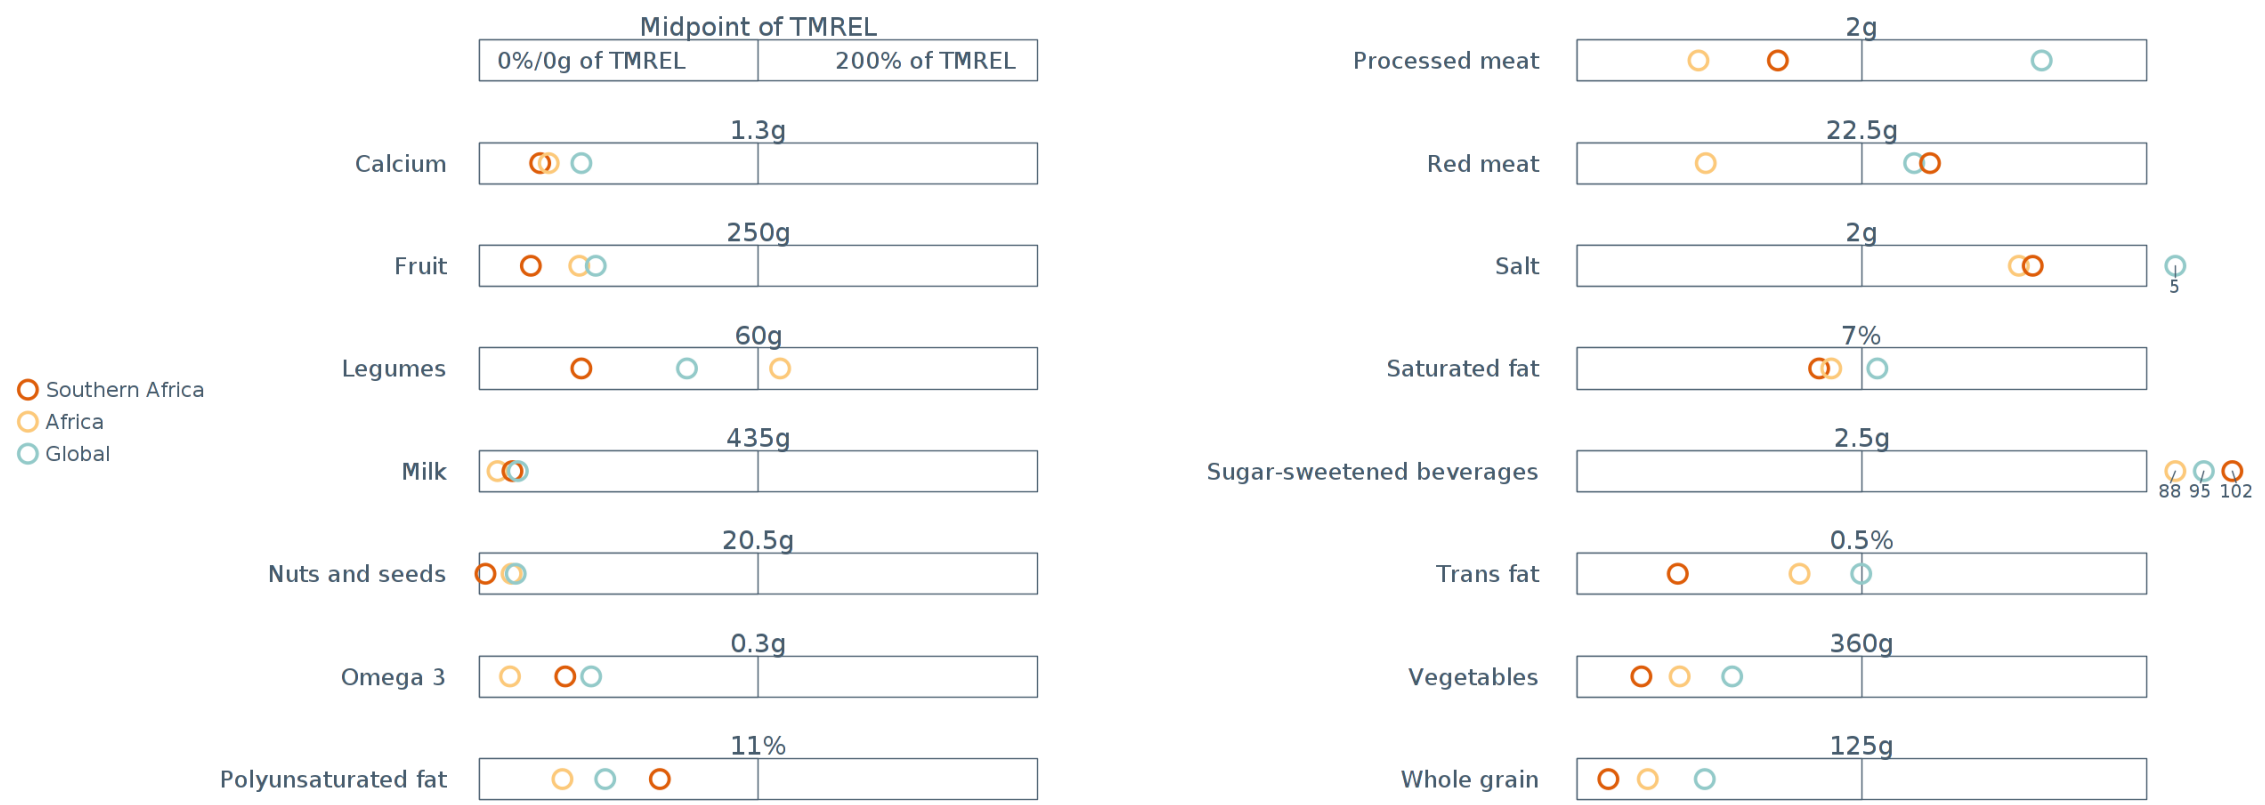 Midpoint of TMREL
0%/0g of TMREL 200% of TMREL
1.3g
Calcium
250g
Fruit
60g
Legumes
435g
Milk
20.5g
Nuts and seeds
0.3g
Omega 3
11%
Polyunsaturated fat
Southern Africa
Africa
Global
2g
Processed meat
22.5g
Red meat
2g
Salt
5
7%
Saturated fat
2.5g
Sugar-sweetened beverages
88 95 102
0.5%
Trans fat
360g
Vegetables
125g
Whole grain